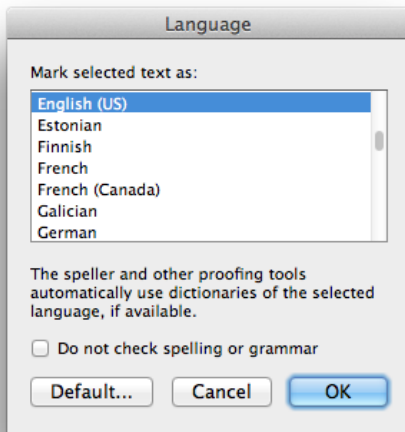 Language
Mark selected text as:
English (US)
Estonian
Finnish
French
French (Canada)
Galician
German
The speller and other proofing tools
automatically use dictionaries of the selected
language, if available.
Do not check spelling or grammar
Default... Cancel OK